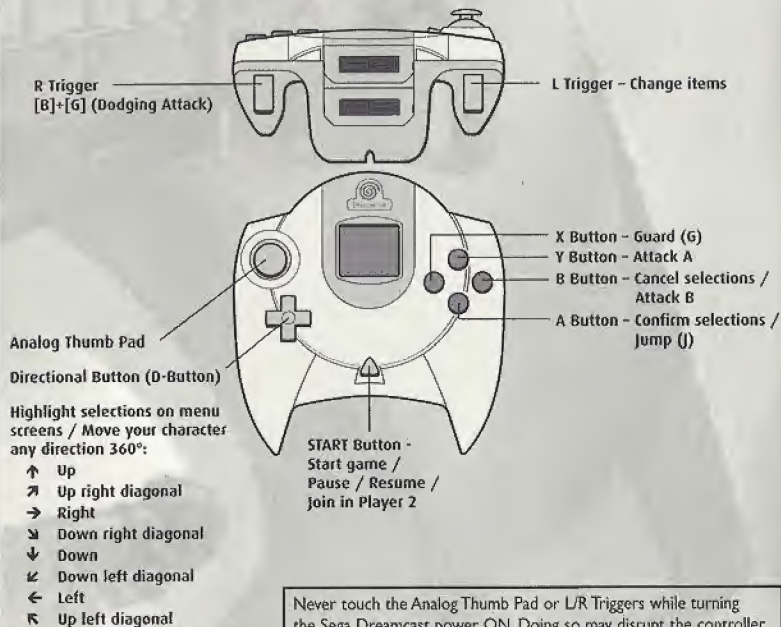 R Trigger
[B]+[G] (Dodging Attack)
L Trigger - Change items
X Button - Guard (G)
Y Button - Attack A
B Button - Cancel selections /
Attack B
A Button - Confirm selections /
Jump (J)
Analog Thumb Pad
Directional Button (D-Button)
Highlight selections on menu
screens / Move your character
any direction 360°:
↑ Up
↗ Up right diagonal
→ Right
↘ Down right diagonal
↓ Down
↙ Down left diagonal
← Left
↖ Up left diagonal
START Button -
Start game /
Pause / Resume /
Join in Player 2
Never touch the Analog Thumb Pad or L/R Triggers while turning
the Sega Dreamcast power ON. Doing so may disrupt the controller